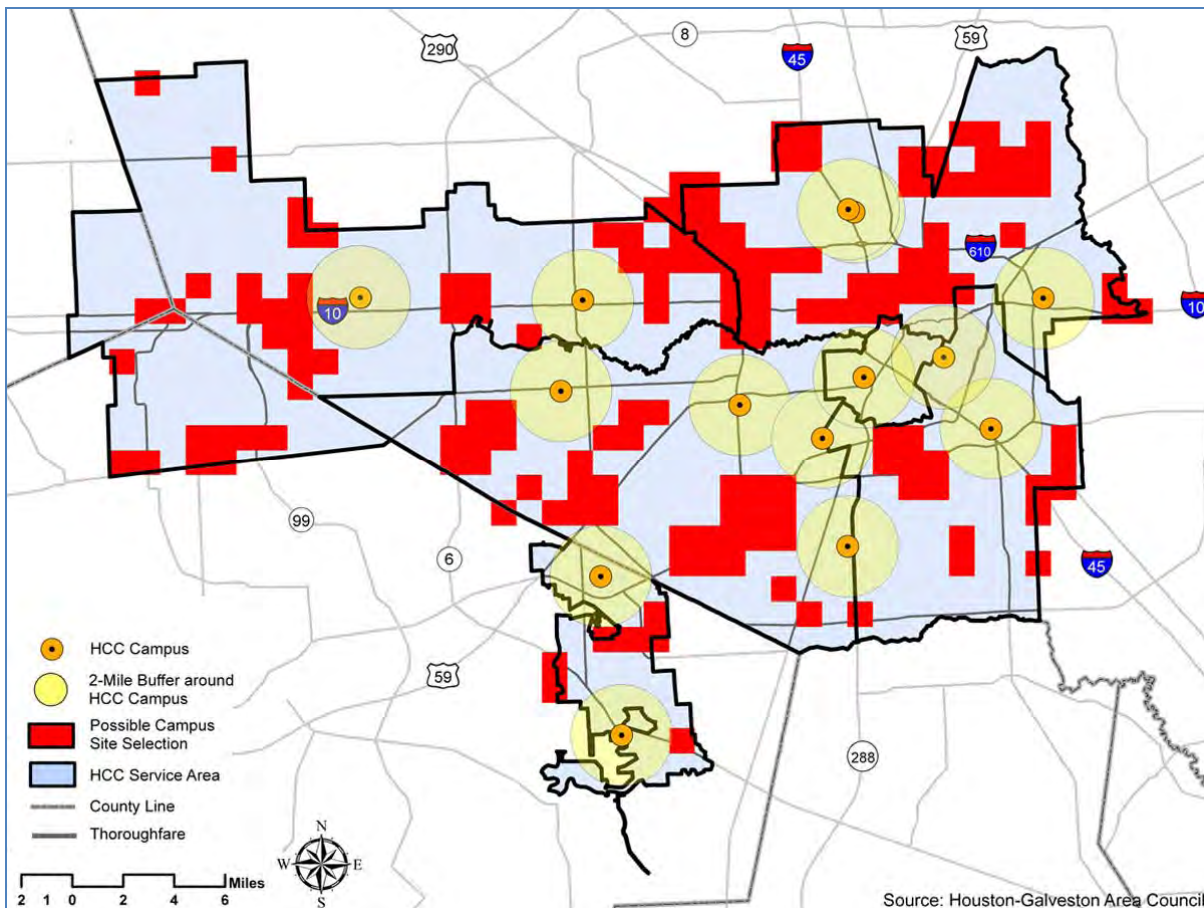 8
59
290
45
610
10
10
99
6
45
HCC Campus
59
2-Mile Buffer around
HCC Campus
Possible Campus
Site Selection
288
HCC Service Area
County Line
Thoroughfare
N
W E
S
Miles
2 1 0 2 4 6
Source: Houston-Galveston Area Council